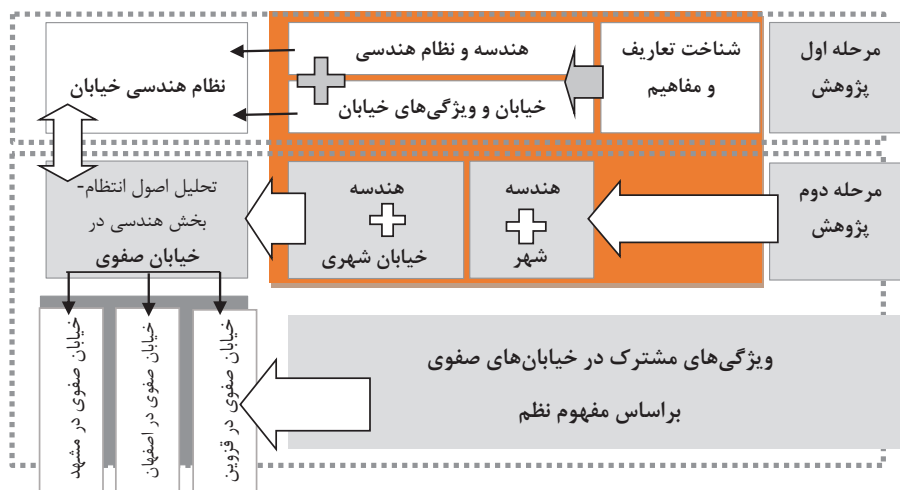 مرحله اول
پژوهش
شناخت تعاریف
و مفاهیم
هندسه و نظام هندسی
خیابان و ویژگی‌های خیابان
نظام هندسی خیابان
مرحله دوم
پژوهش
هندسه
شهر
هندسه
خیابان شهری
تحلیل اصول انتظام-
بخش هندسی در
خیابان صفوی
ویژگی‌های مشترک در خیابان‌های صفوی
براساس مفهوم نظم
خیابان صفوی در قزوین
خیابان صفوی در اصفهان
خیابان صفوی در مشهد